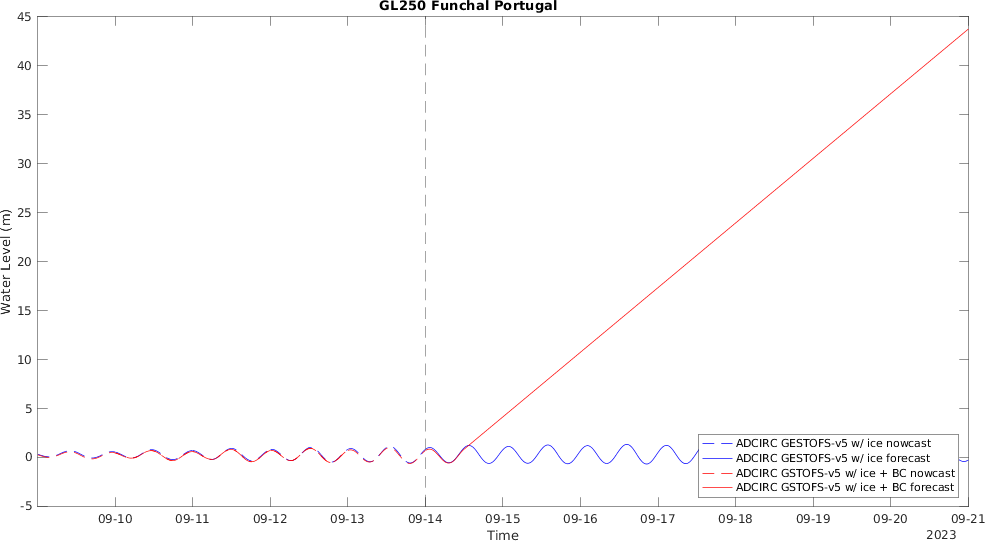 GL250 Funchal Portugal
45
40
35
30
25
20
15
10
5
0
-5
Water Level (m)
ADCIRC GESTOFS-v5 w/ ice nowcast
ADCIRC GESTOFS-v5 w/ ice forecast
ADCIRC GSTOFS-v5 w/ ice + BC nowcast
ADCIRC GSTOFS-v5 w/ ice + BC forecast
09-10 09-11 09-12 09-13 09-14 09-15 09-16 09-17 09-18 09-19 09-20 09-21
Time
2023